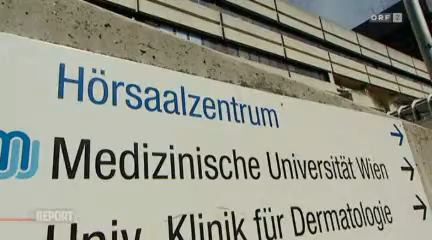 ORF 2
Hörsaalzentrum
Medizinische Universität Wien
Univ. Klinik für Dermatologie
REPORT